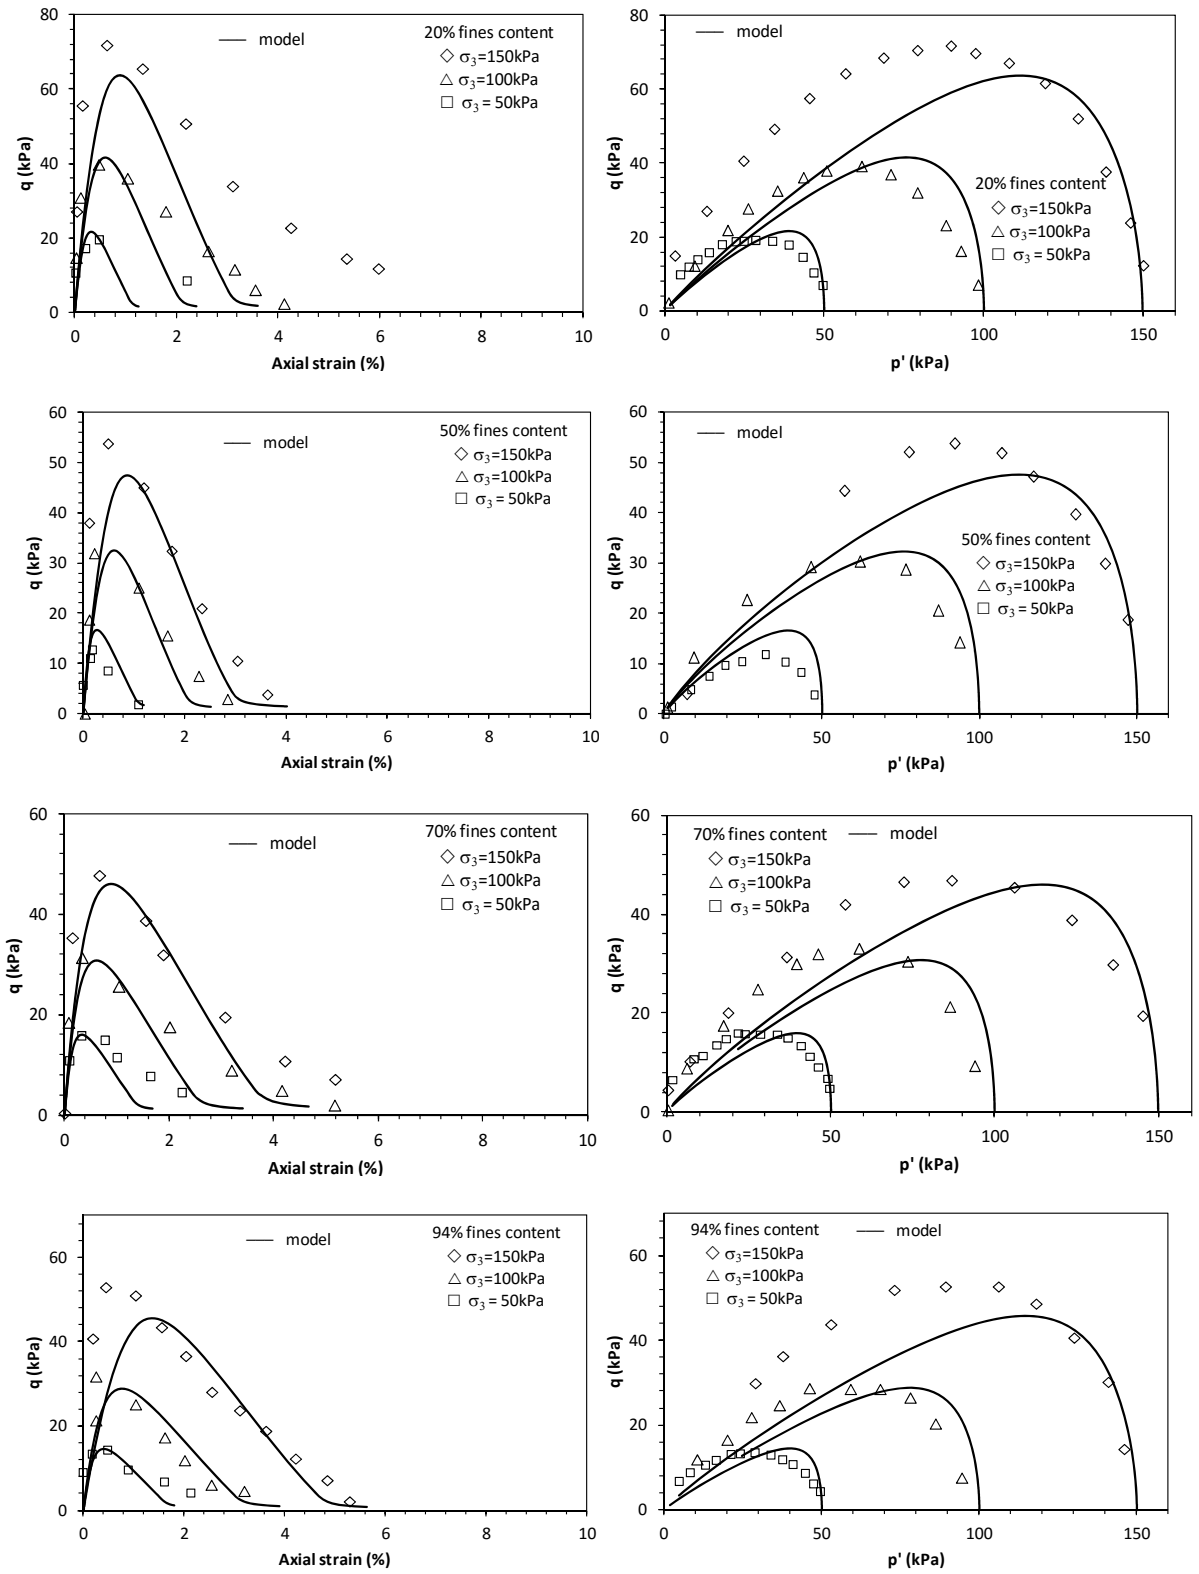 80
60
40
20
0
q (kPa)
model
20% fines content
σ3=150kPa
σ3=100kPa
σ3 = 50kPa
0 2 4 6 8 10
Axial strain (%)
80
60
40
20
0
q (kPa)
model
20% fines content
σ3=150kPa
σ3=100kPa
σ3 = 50kPa
0 50 100 150
p' (kPa)
60
50
40
30
20
10
0
q (kPa)
model
50% fines content
σ3=150kPa
σ3=100kPa
σ3 = 50kPa
0 2 4 6 8 10
Axial strain (%)
60
50
40
30
20
10
0
q (kPa)
model
50% fines content
σ3=150kPa
σ3=100kPa
σ3 = 50kPa
0 50 100 150
p' (kPa)
60
40
20
0
q (kPa)
model
70% fines content
σ3=150kPa
σ3=100kPa
σ3 = 50kPa
0 2 4 6 8 10
Axial strain (%)
60
40
20
0
q (kPa)
70% fines content
model
σ3=150kPa
σ3=100kPa
σ3 = 50kPa
0 50 100 150
p' (kPa)
60
40
20
0
q (kPa)
model
94% fines content
σ3=150kPa
σ3=100kPa
σ3 = 50kPa
0 2 4 6 8 10
Axial strain (%)
60
40
20
0
q (kPa)
94% fines content
model
σ3=150kPa
σ3=100kPa
σ3 = 50kPa
0 50 100 150
p' (kPa)